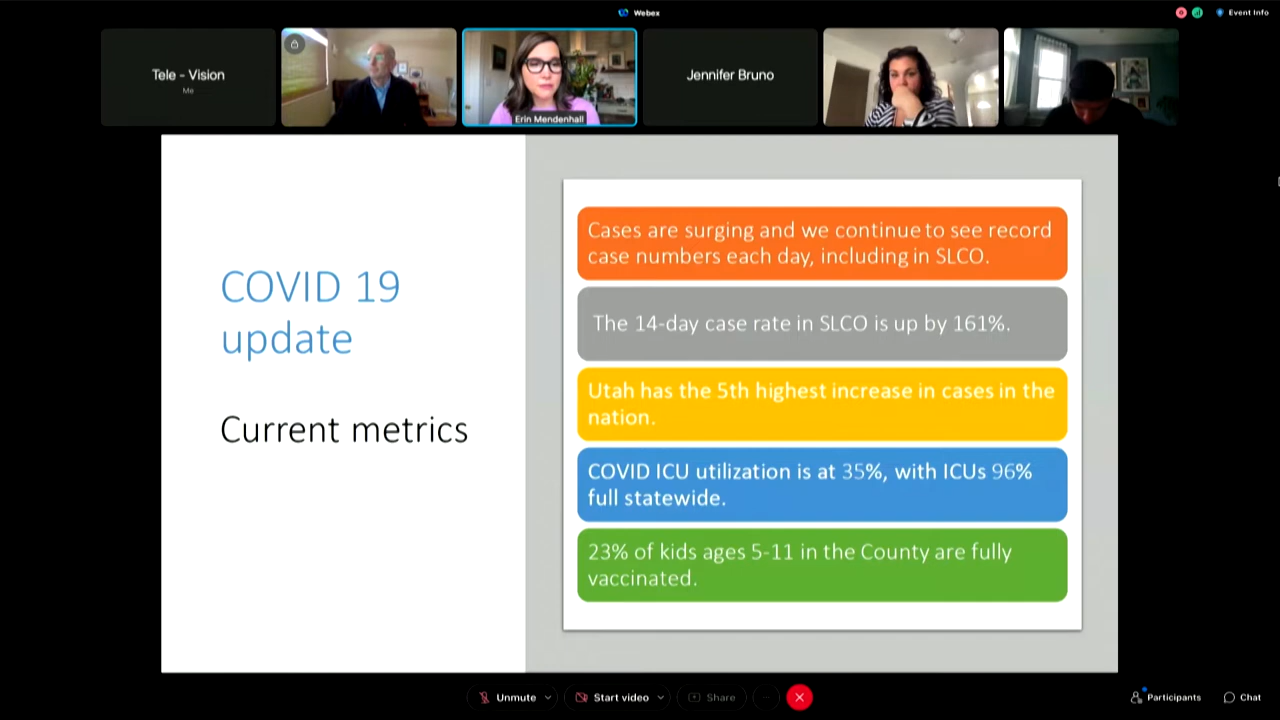 Webex
Event Info
Tele - Vision
Me
Erin Mendenhall
Jennifer Bruno
COVID 19
update
Current metrics
Cases are surging and we continue to see record
case numbers each day, including in SLCO.
The 14-day case rate in SLCO is up by 161%.
Utah has the 5th highest increase in cases in the
nation.
COVID ICU utilization is at 35%, with ICUs 96%
full statewide.
23% of kids ages 5-11 in the County are fully
vaccinated.
Unmute
Start video
Share
Participants
Chat